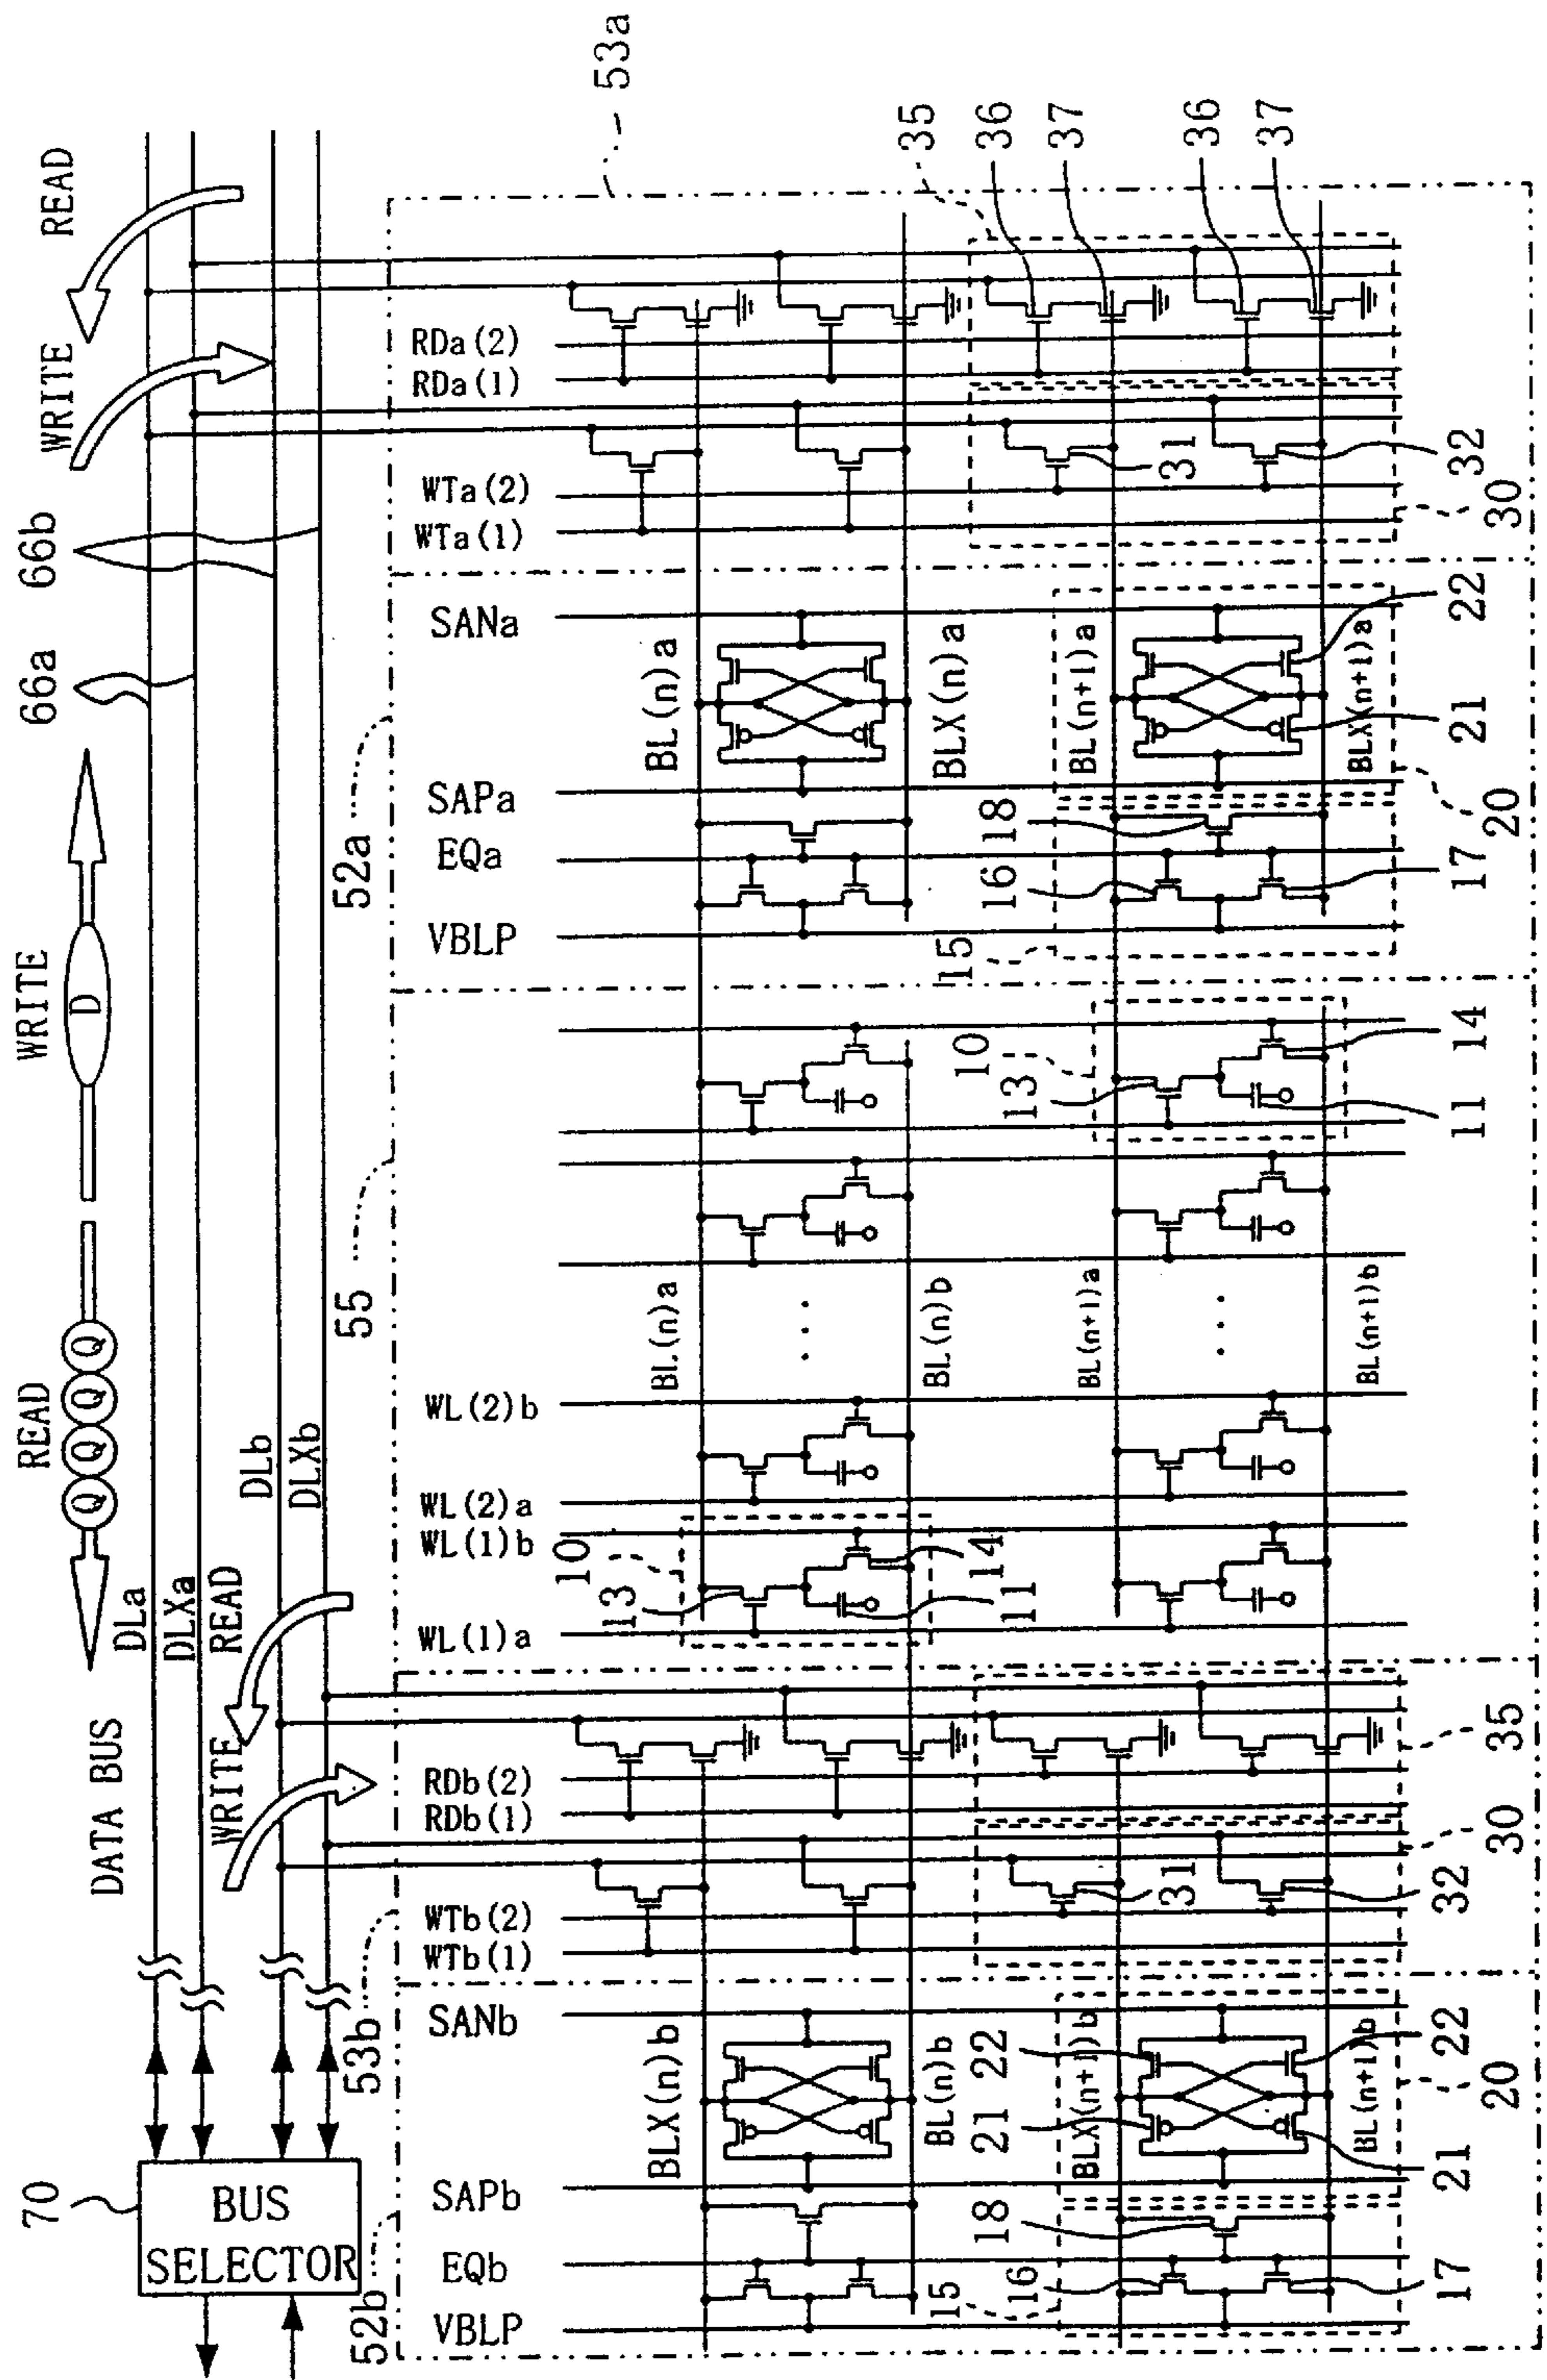 READ
WRITE
Q Q Q Q
D
66a
66b
WRITE
READ
DATA BUS
DLa
DLXa
DLb
DLXb
WRITE
READ
70
BUS
SELECTOR
52b
53b
55
52a
53a
VBLP
EQb
SAPb
SANb
WTb(1)
WTb(2)
RDb(1)
RDb(2)
WL(1)a
WL(1)b
WL(2)a
WL(2)b
VBLP
EQa
SAPa
SANa
WTa(1)
WTa(2)
RDa(1)
RDa(2)
BLX(n)b
BL(n)b
BLX(n+1)b
BL(n+1)b
10
13
14
11
BL(n)a
BL(n)b
BL(n+1)a
BL(n+1)b
. . .
. . .
10
13
14
11
BL(n)a
BLX(n)a
BL(n+1)a
BLX(n+1)a
15
16
17
18
21
22
21
22
20
31
32
30
35
15
16
17
18
21
22
20
31
32
30
35
36
37
36
37